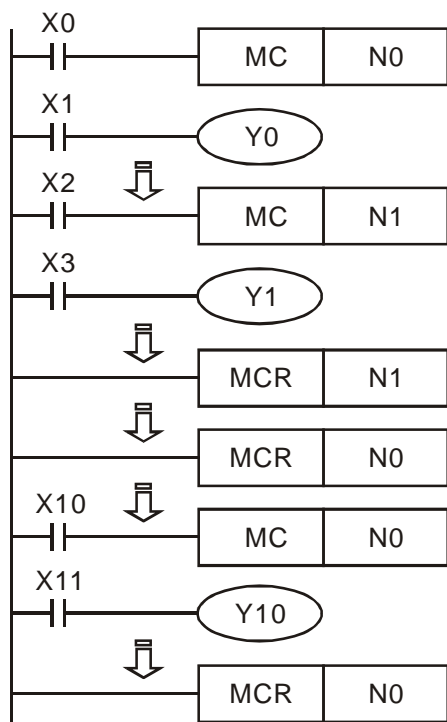 X0
MC N0
X1
Y0
X2
MC N1
X3
Y1
MCR N1
MCR N0
X10
MC N0
X11
Y10
MCR N0